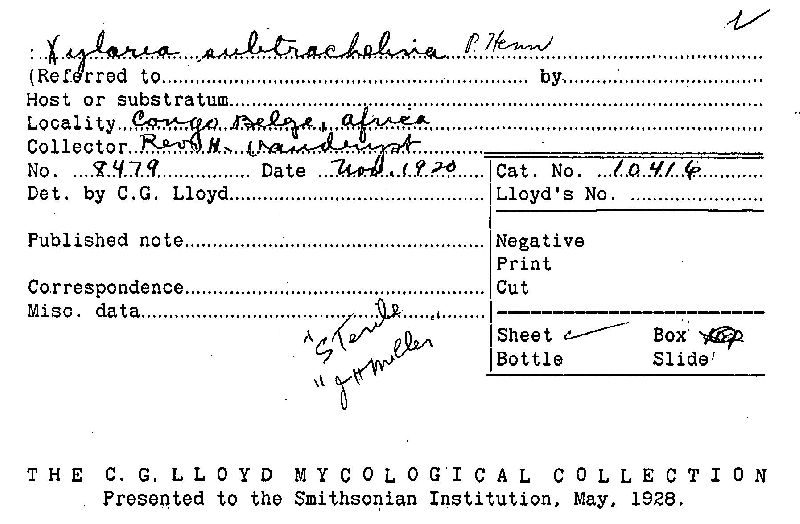 : Xylaria subtrachelina P. Henn
(Referred to.......... by..........
Host or substratum..........
Locality Congo Belge, Africa
Collector Rev. H. Vanderyst
No. 8479 Date Nov. 1920
Cat. No. 10416
Det. by C.G. Lloyd..........
Lloyd's No. ..........
Published note..........
Negative
Print
Correspondence..........
Cut
Misc. data..........
"Sterile
" J H Miller
Sheet ✓ Box
Bottle Slide
THE C.G. LLOYD MYCOLOGICAL COLLECTION
Presented to the Smithsonian Institution, May, 1928.